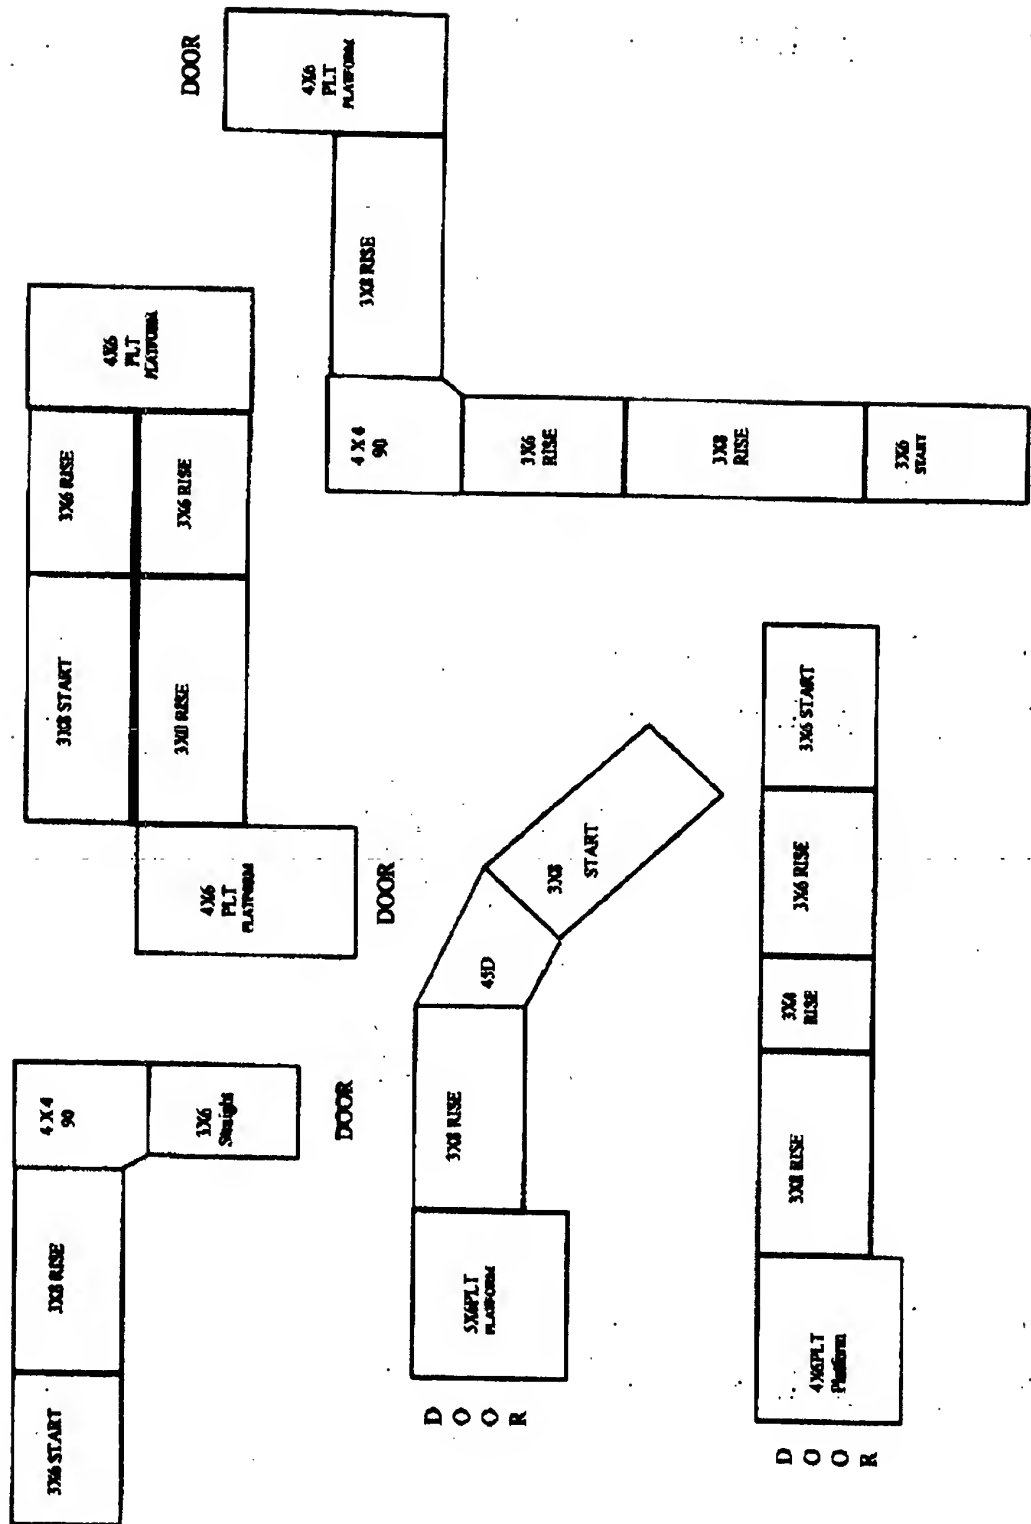 3X6 START
3X8 RISE
4 X 4
90
3X6
Straight
DOOR
3X8 START
3X6 RISE
4X6
PLT
PLATFORM
3X8 RISE
3X6 RISE
4X6
PLT
PLATFORM
DOOR
DOOR
4X6
PLT
PLATFORM
3X8 RISE
4 X 4
90
3X6
RISE
3X8
RISE
3X6
START
D
O
O
R
5X6PLT
PLATFORM
3X8 RISE
45D
3X8
START
D
O
O
R
4X6PLT
Platform
3X8 RISE
3X4
RISE
3X6 RISE
3X6 START